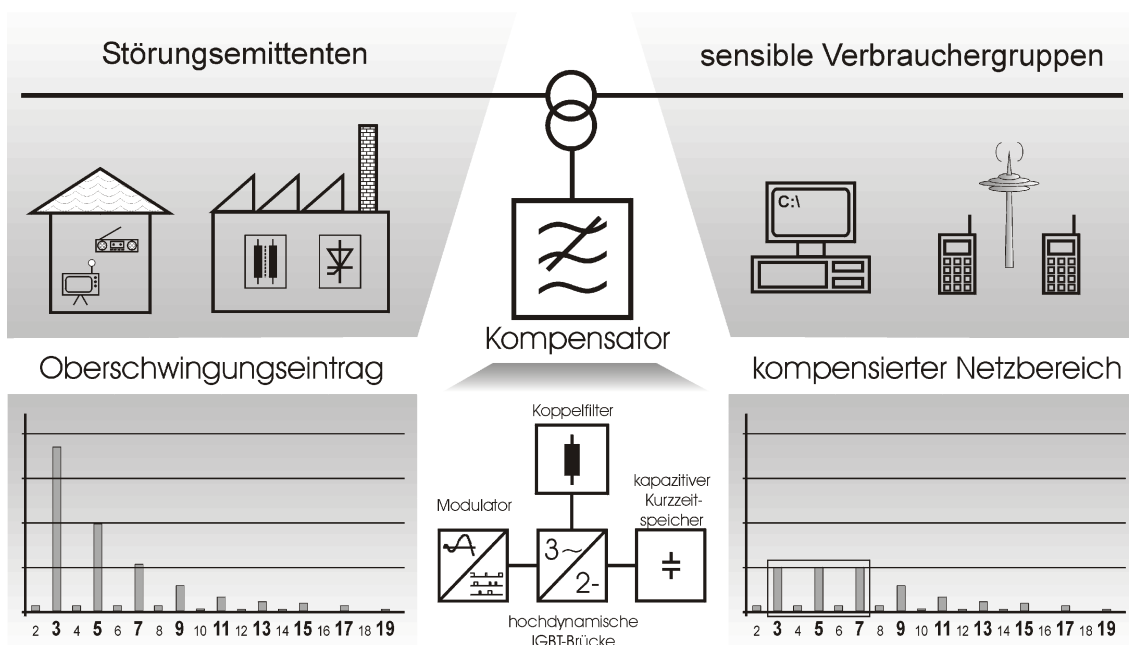 Störungsemittenten
sensible Verbrauchergruppen
C:\
Kompensator
Oberschwingungseintrag
kompensierter Netzbereich
Koppelfilter
Modulator
kapazitiver
Kurzzeit-
speicher
3~
2-
hochdynamische
IGBT-Brücke
2 3 4 5 6 7 8 9 10 11 12 13 14 15 16 17 18 19
2 3 4 5 6 7 8 9 10 11 12 13 14 15 16 17 18 19